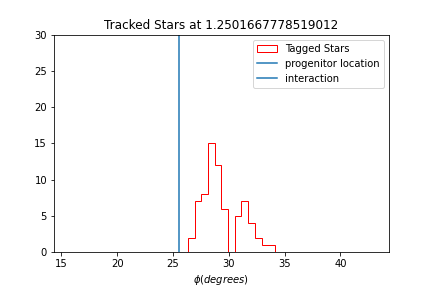 Tracked Stars at 1.2501667778519012
30
25
20
15
10
5
0
Tagged Stars
progenitor location
interaction
15 20 25 30 35 40
ϕ(degrees)